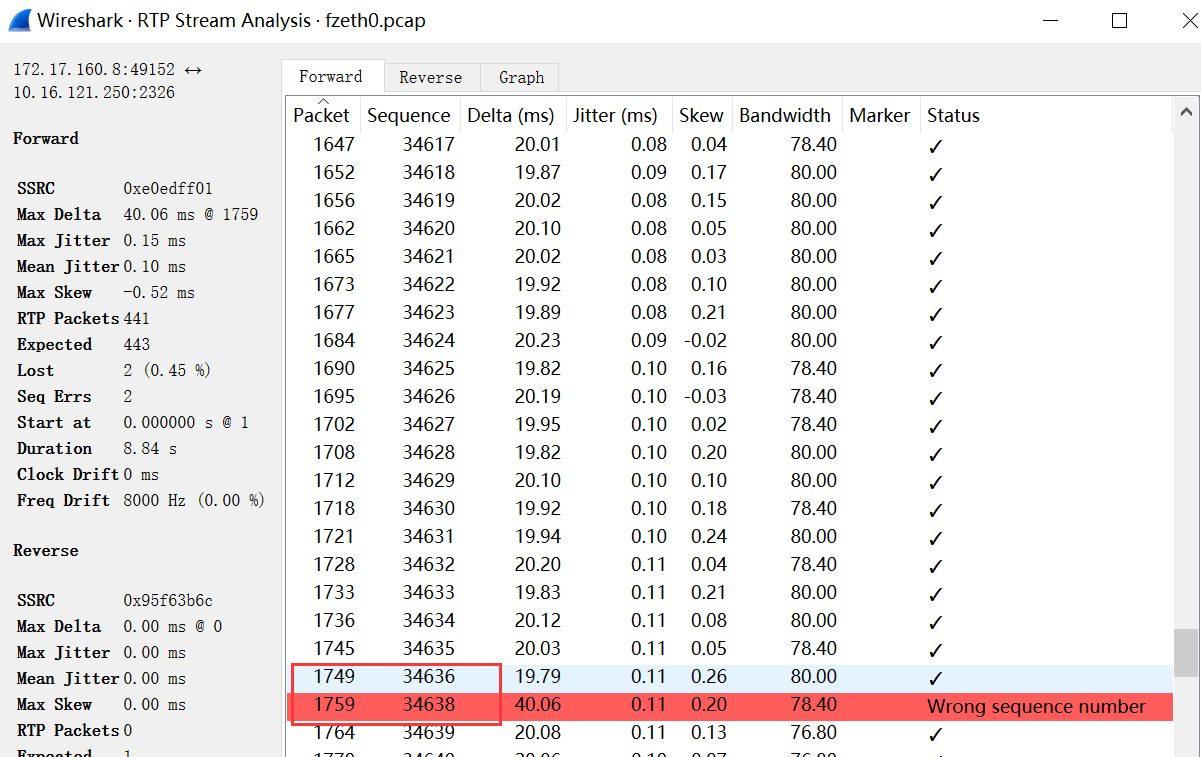 Wireshark · RTP Stream Analysis · fzeth0.pcap
172.17.160.8:49152 ↔
10.16.121.250:2326
Forward
SSRC 0xe0edff01
Max Delta 40.06 ms @ 1759
Max Jitter 0.15 ms
Mean Jitter 0.10 ms
Max Skew -0.52 ms
RTP Packets 441
Expected 443
Lost 2 (0.45 %)
Seq Errs 2
Start at 0.000000 s @ 1
Duration 8.84 s
Clock Drift 0 ms
Freq Drift 8000 Hz (0.00 %)
Reverse
SSRC 0x95f63b6c
Max Delta 0.00 ms @ 0
Max Jitter 0.00 ms
Mean Jitter 0.00 ms
Max Skew 0.00 ms
RTP Packets 0
Expected 1
Forward Reverse Graph
Packet Sequence Delta (ms) Jitter (ms) Skew Bandwidth Marker Status
1647 34617 20.01 0.08 0.04 78.40 ✓
1652 34618 19.87 0.09 0.17 80.00 ✓
1656 34619 20.02 0.08 0.15 80.00 ✓
1662 34620 20.10 0.08 0.05 80.00 ✓
1665 34621 20.02 0.08 0.03 80.00 ✓
1673 34622 19.92 0.08 0.10 80.00 ✓
1677 34623 19.89 0.08 0.21 80.00 ✓
1684 34624 20.23 0.09 -0.02 80.00 ✓
1690 34625 19.82 0.10 0.16 78.40 ✓
1695 34626 20.19 0.10 -0.03 78.40 ✓
1702 34627 19.95 0.10 0.02 78.40 ✓
1708 34628 19.82 0.10 0.20 80.00 ✓
1712 34629 20.10 0.10 0.10 80.00 ✓
1718 34630 19.92 0.10 0.18 78.40 ✓
1721 34631 19.94 0.10 0.24 80.00 ✓
1728 34632 20.20 0.11 0.04 78.40 ✓
1733 34633 19.83 0.11 0.21 80.00 ✓
1736 34634 20.12 0.11 0.08 80.00 ✓
1745 34635 20.03 0.11 0.05 78.40 ✓
1749 34636 19.79 0.11 0.26 80.00 ✓
1759 34638 40.06 0.11 0.20 78.40 Wrong sequence number
1764 34639 20.08 0.11 0.13 76.80 ✓